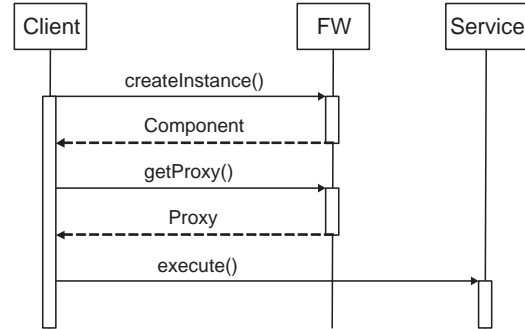 Client
FW
Service
createInstance()
Component
getProxy()
Proxy
execute()